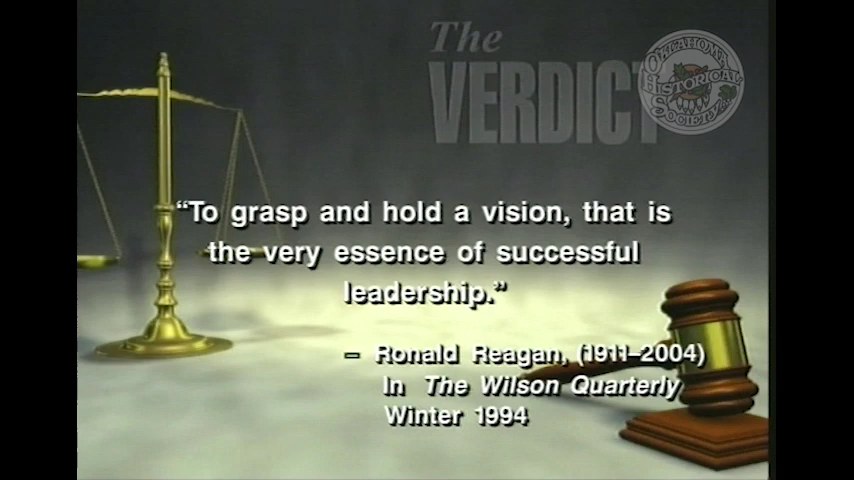 The
VERDICT
OKLAHOMA
HISTORICAL
SOCIETY
“To grasp and hold a vision, that is
the very essence of successful
leadership.”
– Ronald Reagan, (1911–2004)
In The Wilson Quarterly
Winter 1994